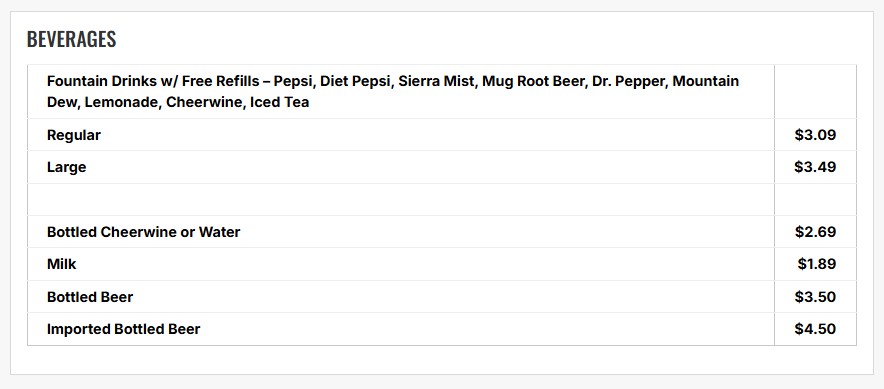 BEVERAGES
Fountain Drinks w/ Free Refills – Pepsi, Diet Pepsi, Sierra Mist, Mug Root Beer, Dr. Pepper, Mountain
Dew, Lemonade, Cheerwine, Iced Tea
Regular $3.09
Large $3.49
Bottled Cheerwine or Water $2.69
Milk $1.89
Bottled Beer $3.50
Imported Bottled Beer $4.50